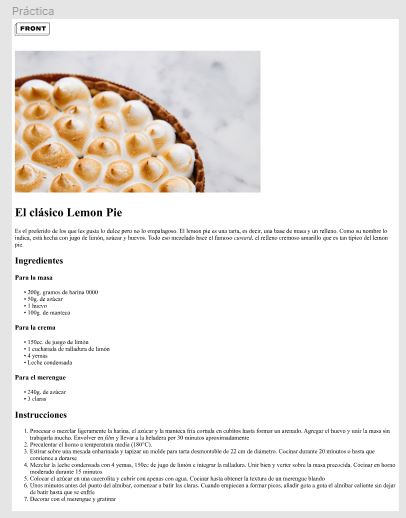 Práctica
FRONT
El clásico Lemon Pie
Es el preferido de los que les gusta lo dulce pero no lo empalagoso. El lemon pie es una tarta, es decir, una base de masa y un relleno. Como su nombre lo
indica, está hecha con jugo de limón, azúcar y huevos. Todo eso mezclado hace el famoso custard, el relleno cremoso amarillo que es tan típico del lemon
pie.
Ingredientes
Para la masa
• 200g. gramos de harina 0000
• 50g. de azúcar
• 1 huevo
• 100g. de manteca
Para la crema
• 150cc. de juego de limón
• 1 cucharada de ralladura de limón
• 4 yemas
• Leche condensada
Para el merengue
• 240g. de azúcar
• 3 claras
Instrucciones
1. Procesar o mezclar ligeramente la harina, el azúcar y la manteca fría cortada en cubitos hasta formar un arenado. Agregar el huevo y unir la masa sin
trabajarla mucho. Envolver en film y llevar a la heladera por 30 minutos aproximadamente
2. Precalentar el horno a temperatura media (180°C).
3. Estirar sobre una mesada enharinada y tapizar un molde para tarta desmontable de 22 cm de diámetro. Cocinar durante 20 minutos o hasta que
comience a dorarse
4. Mezclar la leche condensada con 4 yemas, 150cc de jugo de limón e integrar la ralladura. Unir bien y verter sobre la masa precocida. Cocinar en horno
moderado durante 15 minutos
5. Colocar el azúcar en una cacerolita y cubrir con apenas con agua. Cocinar hasta obtener la textura de un merengue blando
6. Unos minutos antes del punto del almíbar, comenzar a batir las claras. Cuando empiecen a formar picos, añadir gota a gota el almíbar caliente sin dejar
de batir hasta que se enfríe
7. Decorar con el merengue y gratinar